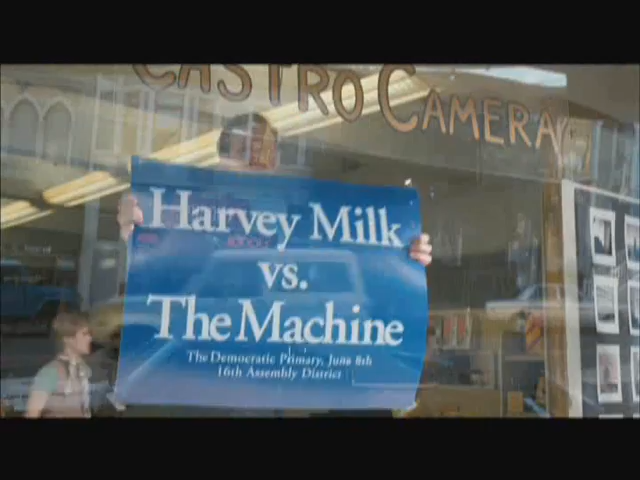 CASTRO CAMERA
Harvey Milk
vs.
The Machine
The Democratic Primary, June 8th
16th Assembly District